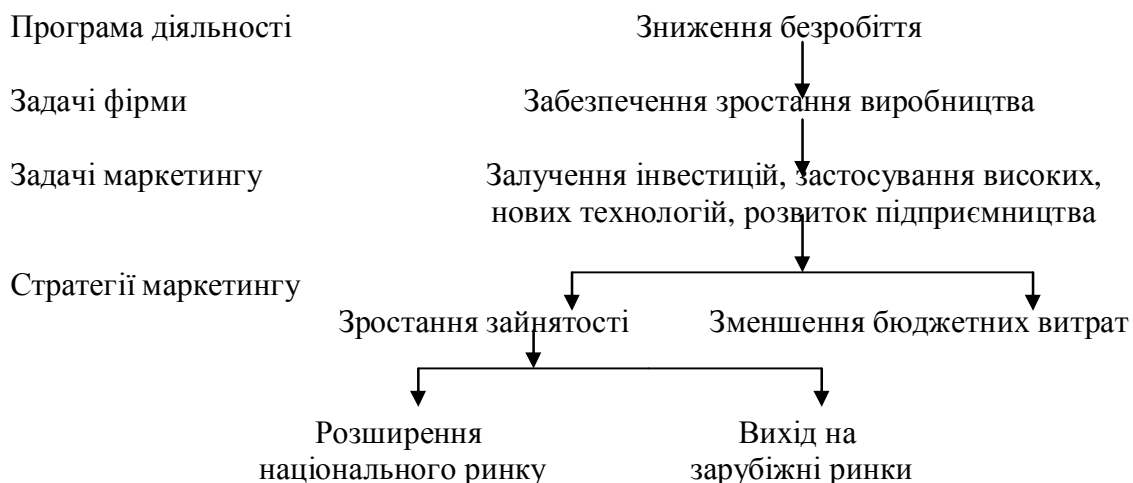 Програма діяльності Зниження безробіття
Задачі фірми Забезпечення зростання виробництва
Задачі маркетингу Залучення інвестицій, застосування високих,
нових технологій, розвиток підприємництва
Стратегії маркетингу
Зростання зайнятості Зменшення бюджетних витрат
Розширення Вихід на
національного ринку зарубіжні ринки